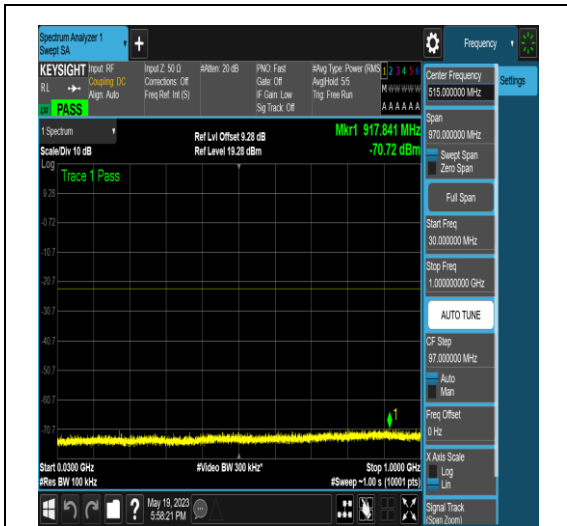 Spectrum Analyzer 1
Swept SA
Frequency
KEYSIGHT
RL
PASS
Input: RF
Coupling: DC
Align: Auto
Input Z: 50 Ω
Corrections: Off
Freq Ref: Int (S)
#Atten: 20 dB
PNO: Fast
Gate: Off
IF Gain: Low
Sig Track: Off
#Avg Type: Power (RMS
Avg|Hold: 5/5
Trig: Free Run
1 2 3 4 5 6
M W W W W W
A A A A A A
Center Frequency
515.000000 MHz
Settings
Span
970.000000 MHz
Swept Span
Zero Span
Full Span
Start Freq
30.000000 MHz
Stop Freq
1.000000000 GHz
AUTO TUNE
CF Step
97.000000 MHz
Auto
Man
Freq Offset
0 Hz
X Axis Scale
Log
Lin
Signal Track
(Span Zoom)
1 Spectrum
Scale/Div 10 dB
Ref Lvl Offset 9.28 dB
Ref Level 19.28 dBm
Mkr1 917.841 MHz
-70.72 dBm
Log
Trace 1 Pass
9.28
-0.72
-10.7
-20.7
-30.7
-40.7
-50.7
-60.7
-70.7
1
Start 0.0300 GHz
#Res BW 100 kHz
#Video BW 300 kHz*
Stop 1.0000 GHz
#Sweep ~1.00 s (10001 pts)
?
May 19, 2023
5:58:21 PM